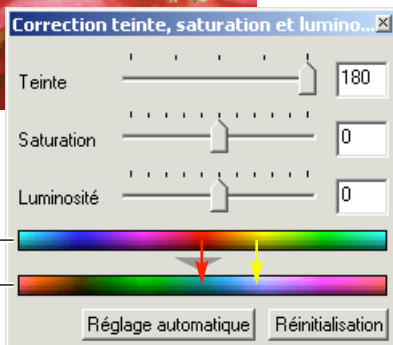 Correction teinte, saturation et lumino...
Teinte 180
Saturation 0
Luminosité 0
Réglage automatique Réinitialisation